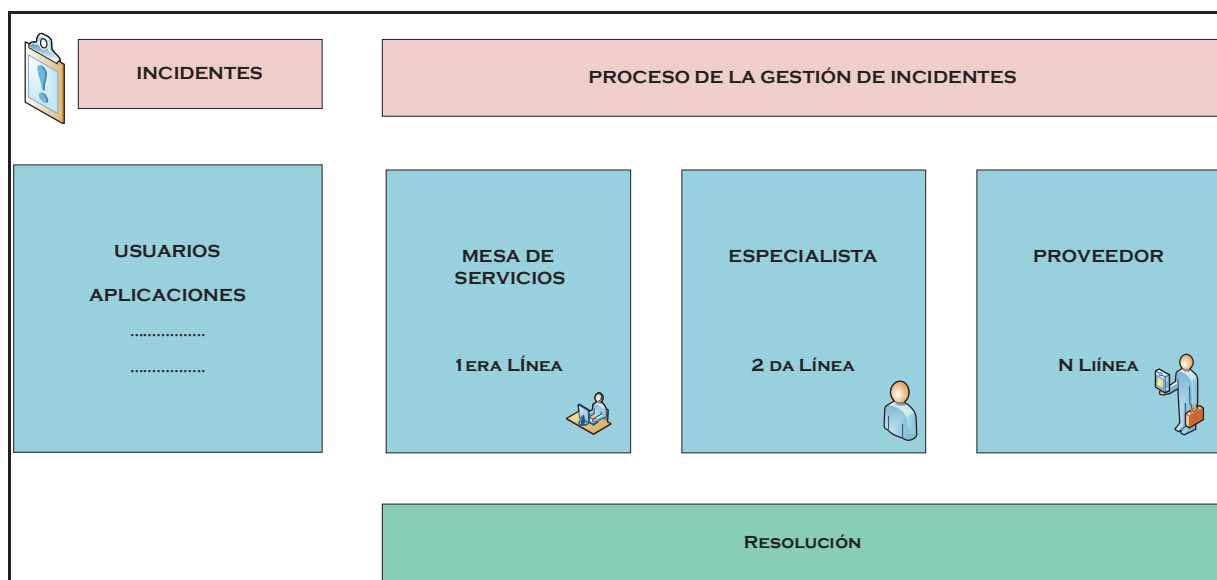 INCIDENTES
PROCESO DE LA GESTIÓN DE INCIDENTES
USUARIOS
APLICACIONES
.................
.................
MESA DE
SERVICIOS
1ERA LÍNEA
ESPECIALISTA
2 DA LÍNEA
PROVEEDOR
N LIÍNEA
RESOLUCIÓN